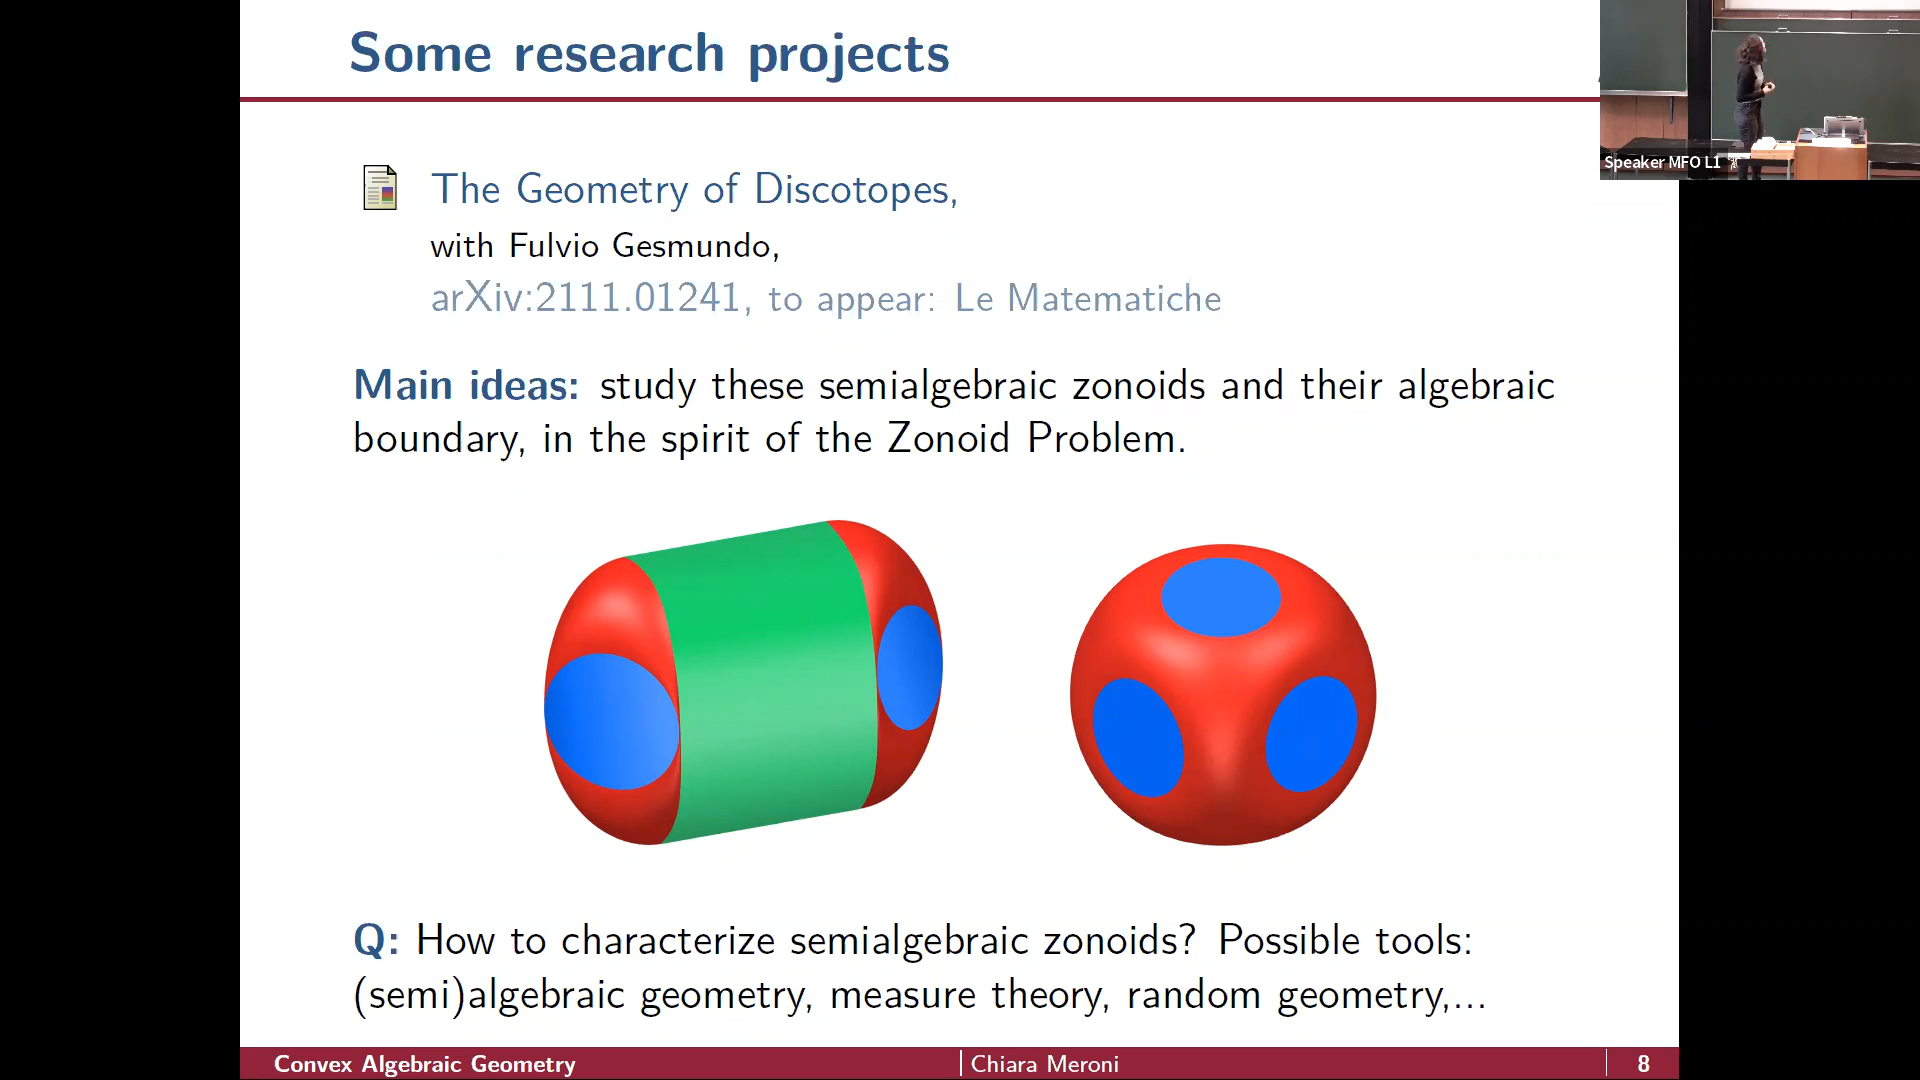 Some research projects
Speaker MFO L1
The Geometry of Discotopes,
with Fulvio Gesmundo,
arXiv:2111.01241, to appear: Le Matematiche
Main ideas: study these semialgebraic zonoids and their algebraic
boundary, in the spirit of the Zonoid Problem.
Q: How to characterize semialgebraic zonoids? Possible tools:
(semi)algebraic geometry, measure theory, random geometry,...
Convex Algebraic Geometry
Chiara Meroni
8